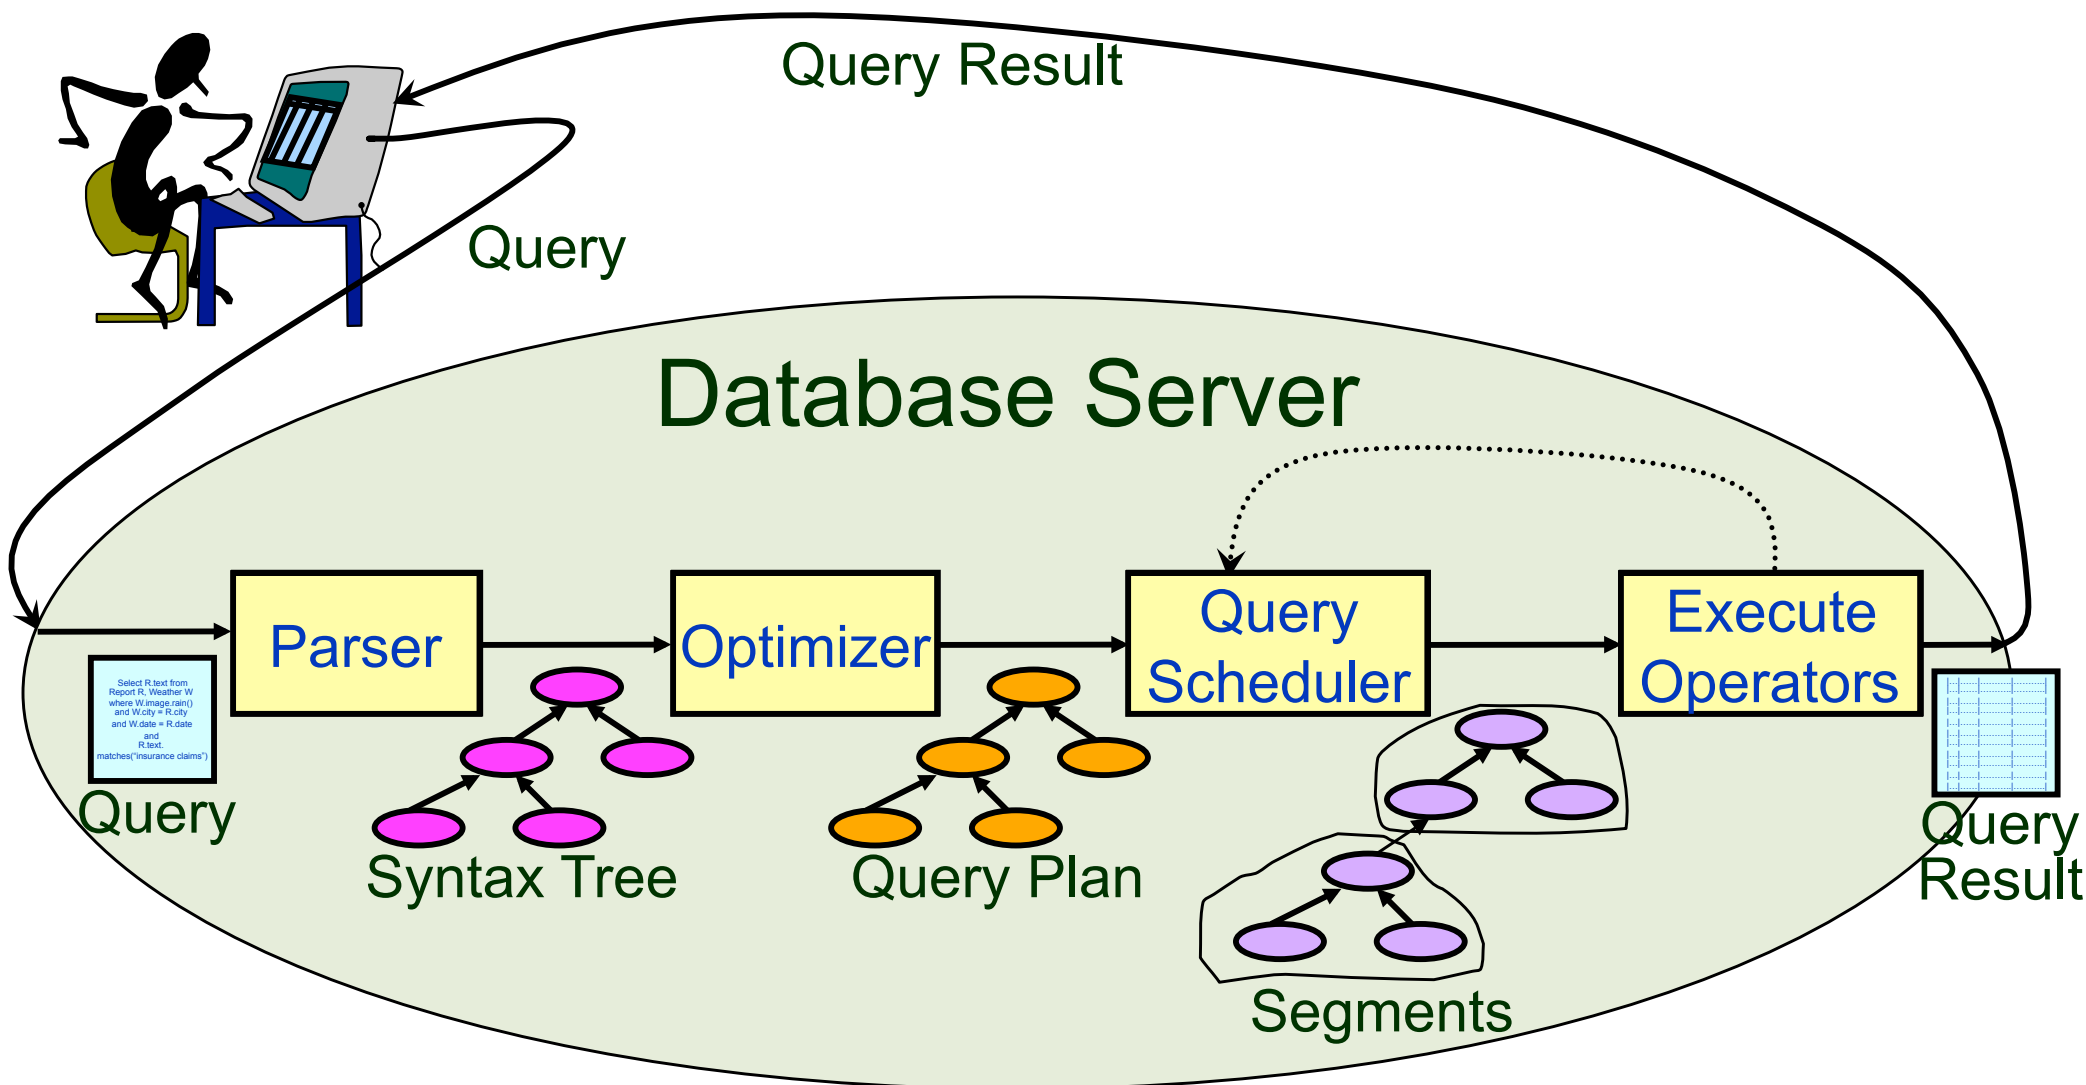 Query Result
Query
Database Server
Parser
Optimizer
Query
Scheduler
Execute
Operators
Select R.text from
Report R, Weather W
where W.image.rain()
and W.city = R.city
and W.date = R.date
and
R.text.
matches("insurance claims")
Query
Syntax Tree
Query Plan
Segments
Query
Result